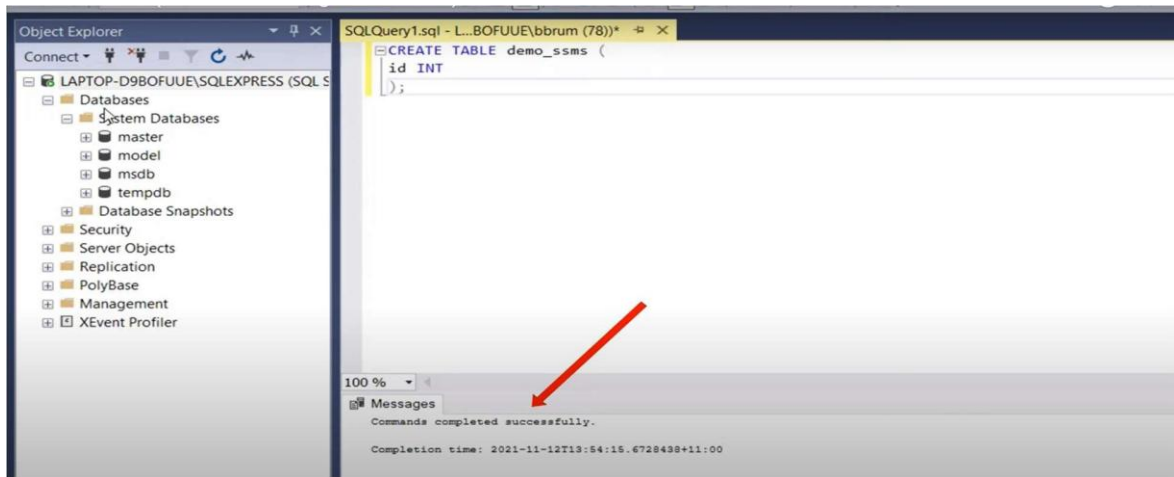 Object Explorer
Connect
LAPTOP-D9BOFUUE\SQLEXPRESS (SQL S
Databases
System Databases
master
model
msdb
tempdb
Database Snapshots
Security
Server Objects
Replication
PolyBase
Management
XEvent Profiler
SQLQuery1.sql - L...BOFUUE\bbrum (78))*
CREATE TABLE demo_ssms (
id INT
);
100 %
Messages
Commands completed successfully.
Completion time: 2021-11-12T13:54:15.6728438+11:00